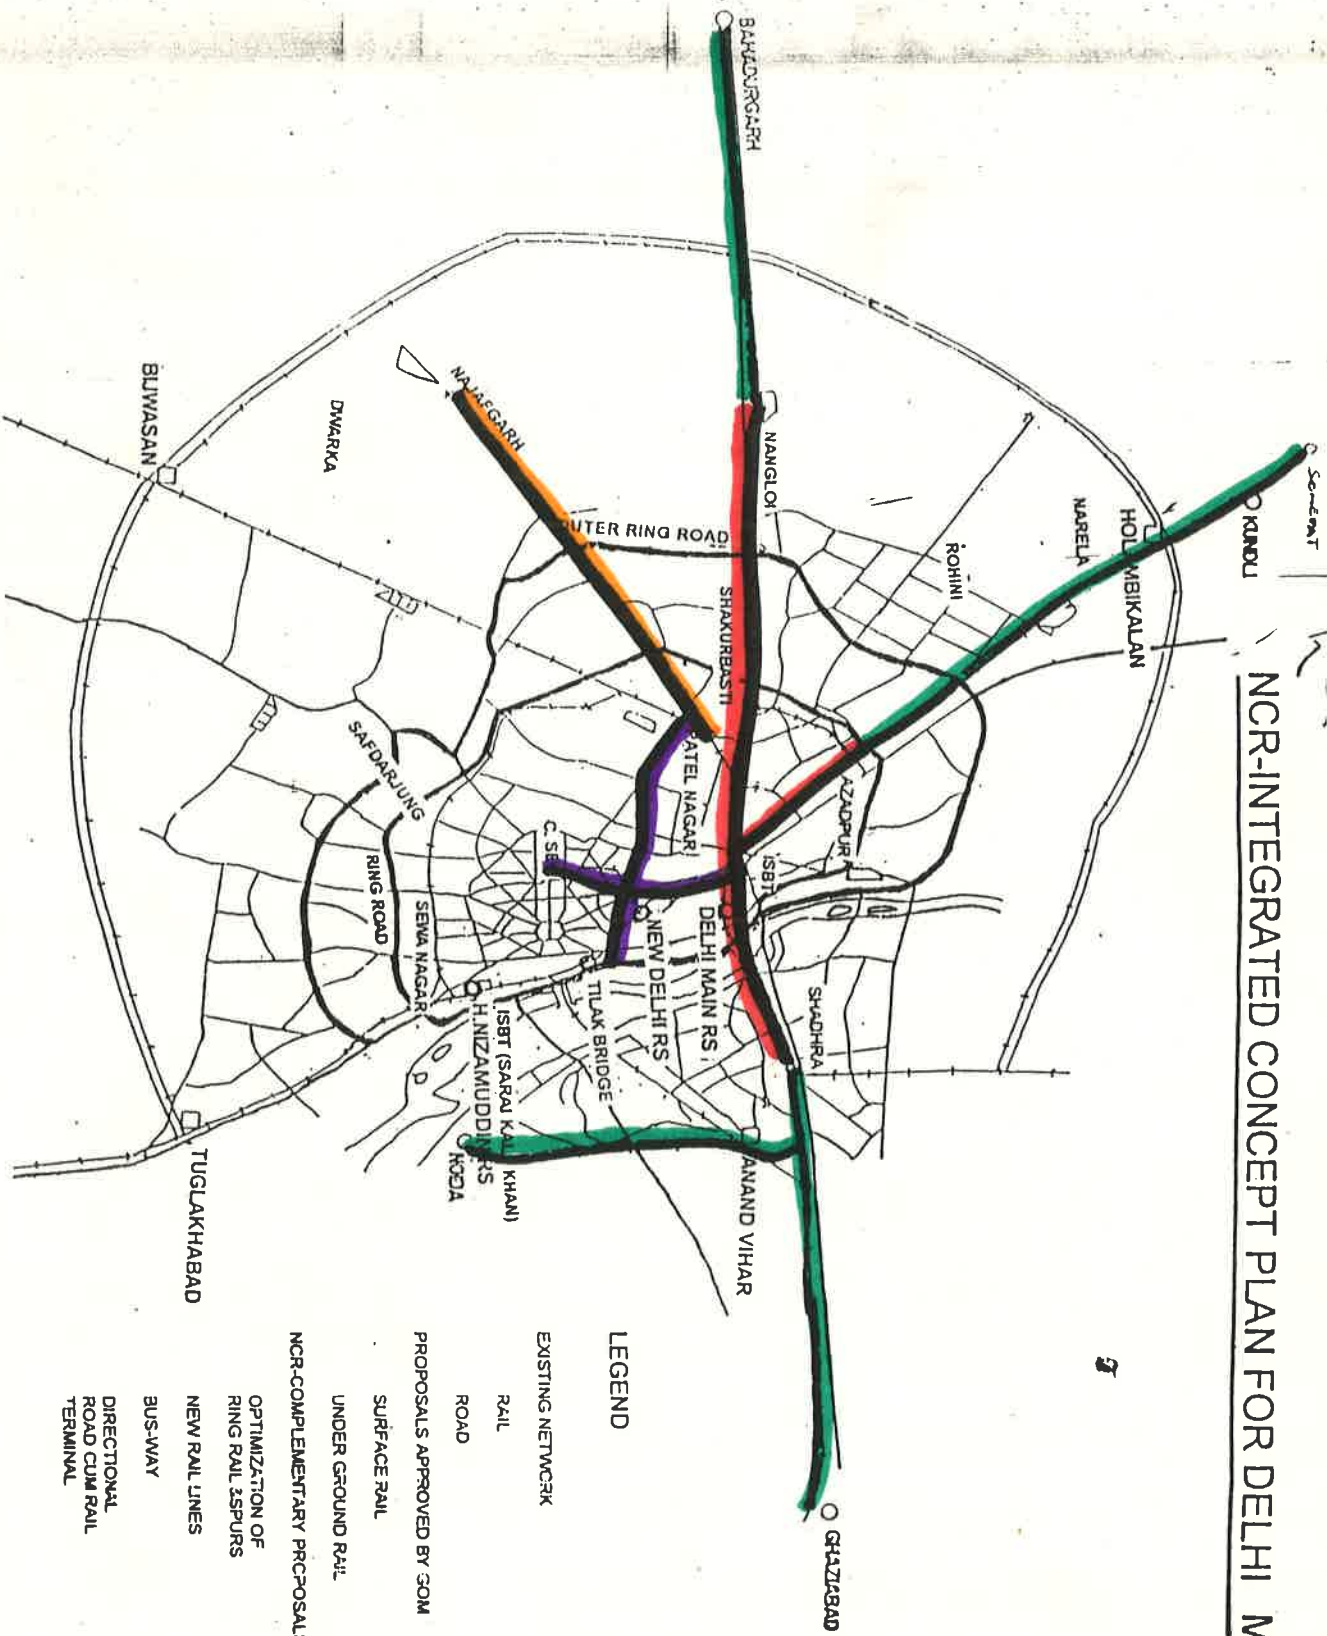 NCR-INTEGRATED CONCEPT PLAN FOR DELHI M
SONEPAT
KUNDLI
HOLAMBIKALAN
NARELA
ROHINI
BAHADURGARH
NANGLOI
SHAKURBASTI
OUTER RING ROAD
NAJAFGARH
DWARKA
BIJWASAN
AZADPUR
ISBT
PATEL NAGAR
DELHI MAIN RS
NEW DELHI RS
TILAK BRIDGE
SHADHRA
SAFDARJUNG
RING ROAD
SEWA NAGAR
ISBT (SARAI KALE KHAN)
H.NIZAMUDDIN RS
NOIDA
ANAND VIHAR
GHAZIABAD
TUGLAKHABAD
LEGEND
EXISTING NETWORK
RAIL
ROAD
PROPOSALS APPROVED BY GOM
SURFACE RAIL
UNDER GROUND RAIL
NCR-COMPLEMENTARY PROPOSALS
OPTIMIZATION OF
RING RAIL &SPURS
NEW RAIL LINES
BUS-WAY
DIRECTIONAL
ROAD CUM RAIL
TERMINAL